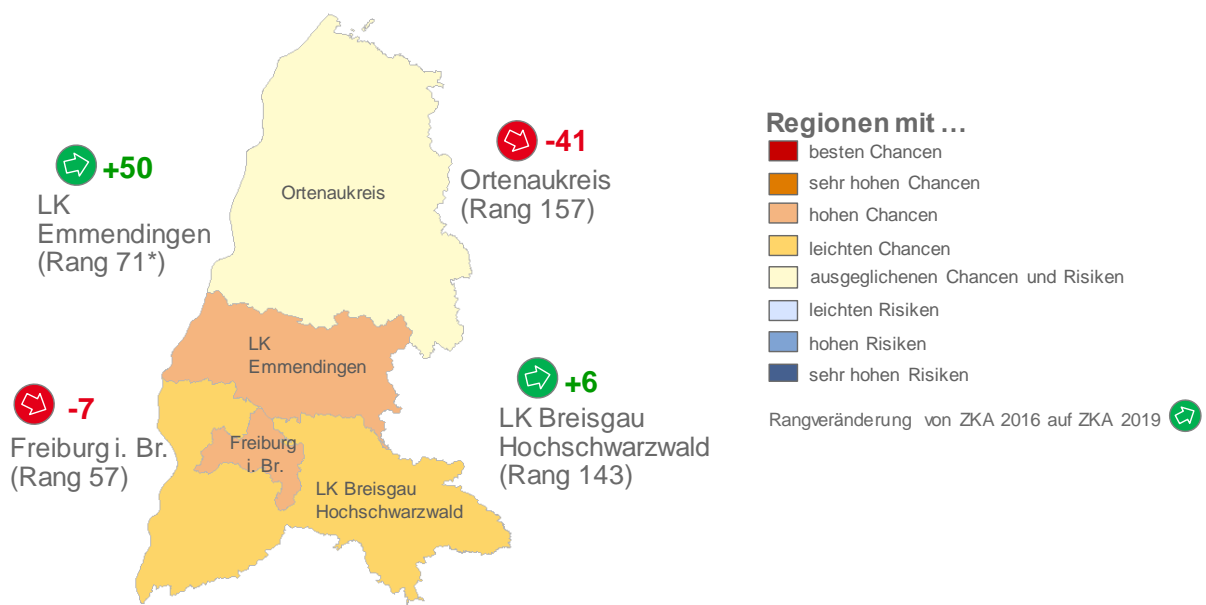 +50
LK
Emmendingen
(Rang 71*)
-41
Ortenaukreis
(Rang 157)
Ortenaukreis
LK
Emmendingen
-7
Freiburg i. Br.
(Rang 57)
Freiburg
i. Br.
LK Breisgau
Hochschwarzwald
+6
LK Breisgau
Hochschwarzwald
(Rang 143)
Regionen mit ...
besten Chancen
sehr hohen Chancen
hohen Chancen
leichten Chancen
ausgeglichenen Chancen und Risiken
leichten Risiken
hohen Risiken
sehr hohen Risiken
Rangveränderung von ZKA 2016 auf ZKA 2019